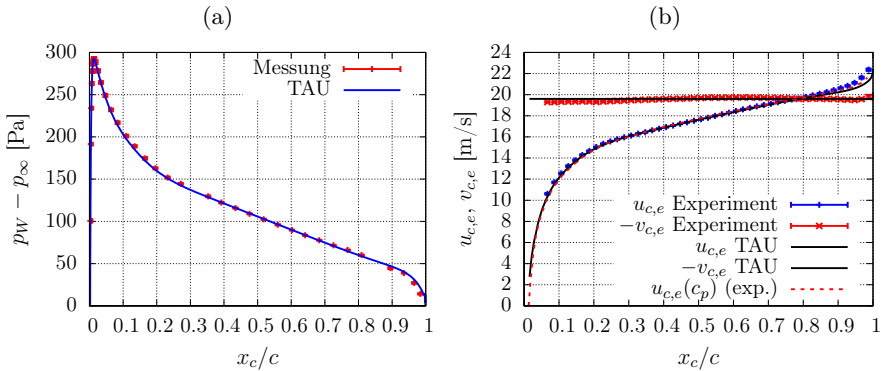 (a)
(b)
300
250
200
150
100
50
0
p_W − p_∞ [Pa]
Messung
TAU
0 0.1 0.2 0.3 0.4 0.5 0.6 0.7 0.8 0.9 1
x_c/c
24
22
20
18
16
14
12
10
8
6
4
2
0
u_{c,e}, v_{c,e} [m/s]
u_{c,e} Experiment
−v_{c,e} Experiment
u_{c,e} TAU
−v_{c,e} TAU
u_{c,e}(c_p) (exp.)
0 0.1 0.2 0.3 0.4 0.5 0.6 0.7 0.8 0.9 1
x_c/c